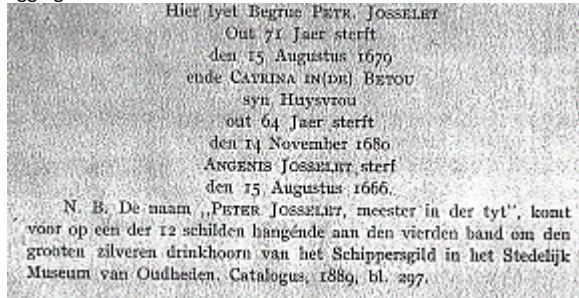 Hier lyet Begrue PETR. JOSSELET
Out 71 Jaer sterft
den 15 Augustus 1679
ende CATRINA IN(DE) BETOU
syn Huysvrou
out 64 Jaer sterft
den 14 November 1680
ANGENIS JOSSELET sterf
den 15 Augustus 1666.
N. B. De naam „PETER JOSSELET, meester in der tyt”, komt
voor op een der 12 schilden hangende aan den vierden band om den
grooten zilveren drinkhoorn van het Schippersgild in het Stedelijk
Museum van Oudheden. Catalogus, 1889, bl. 297.